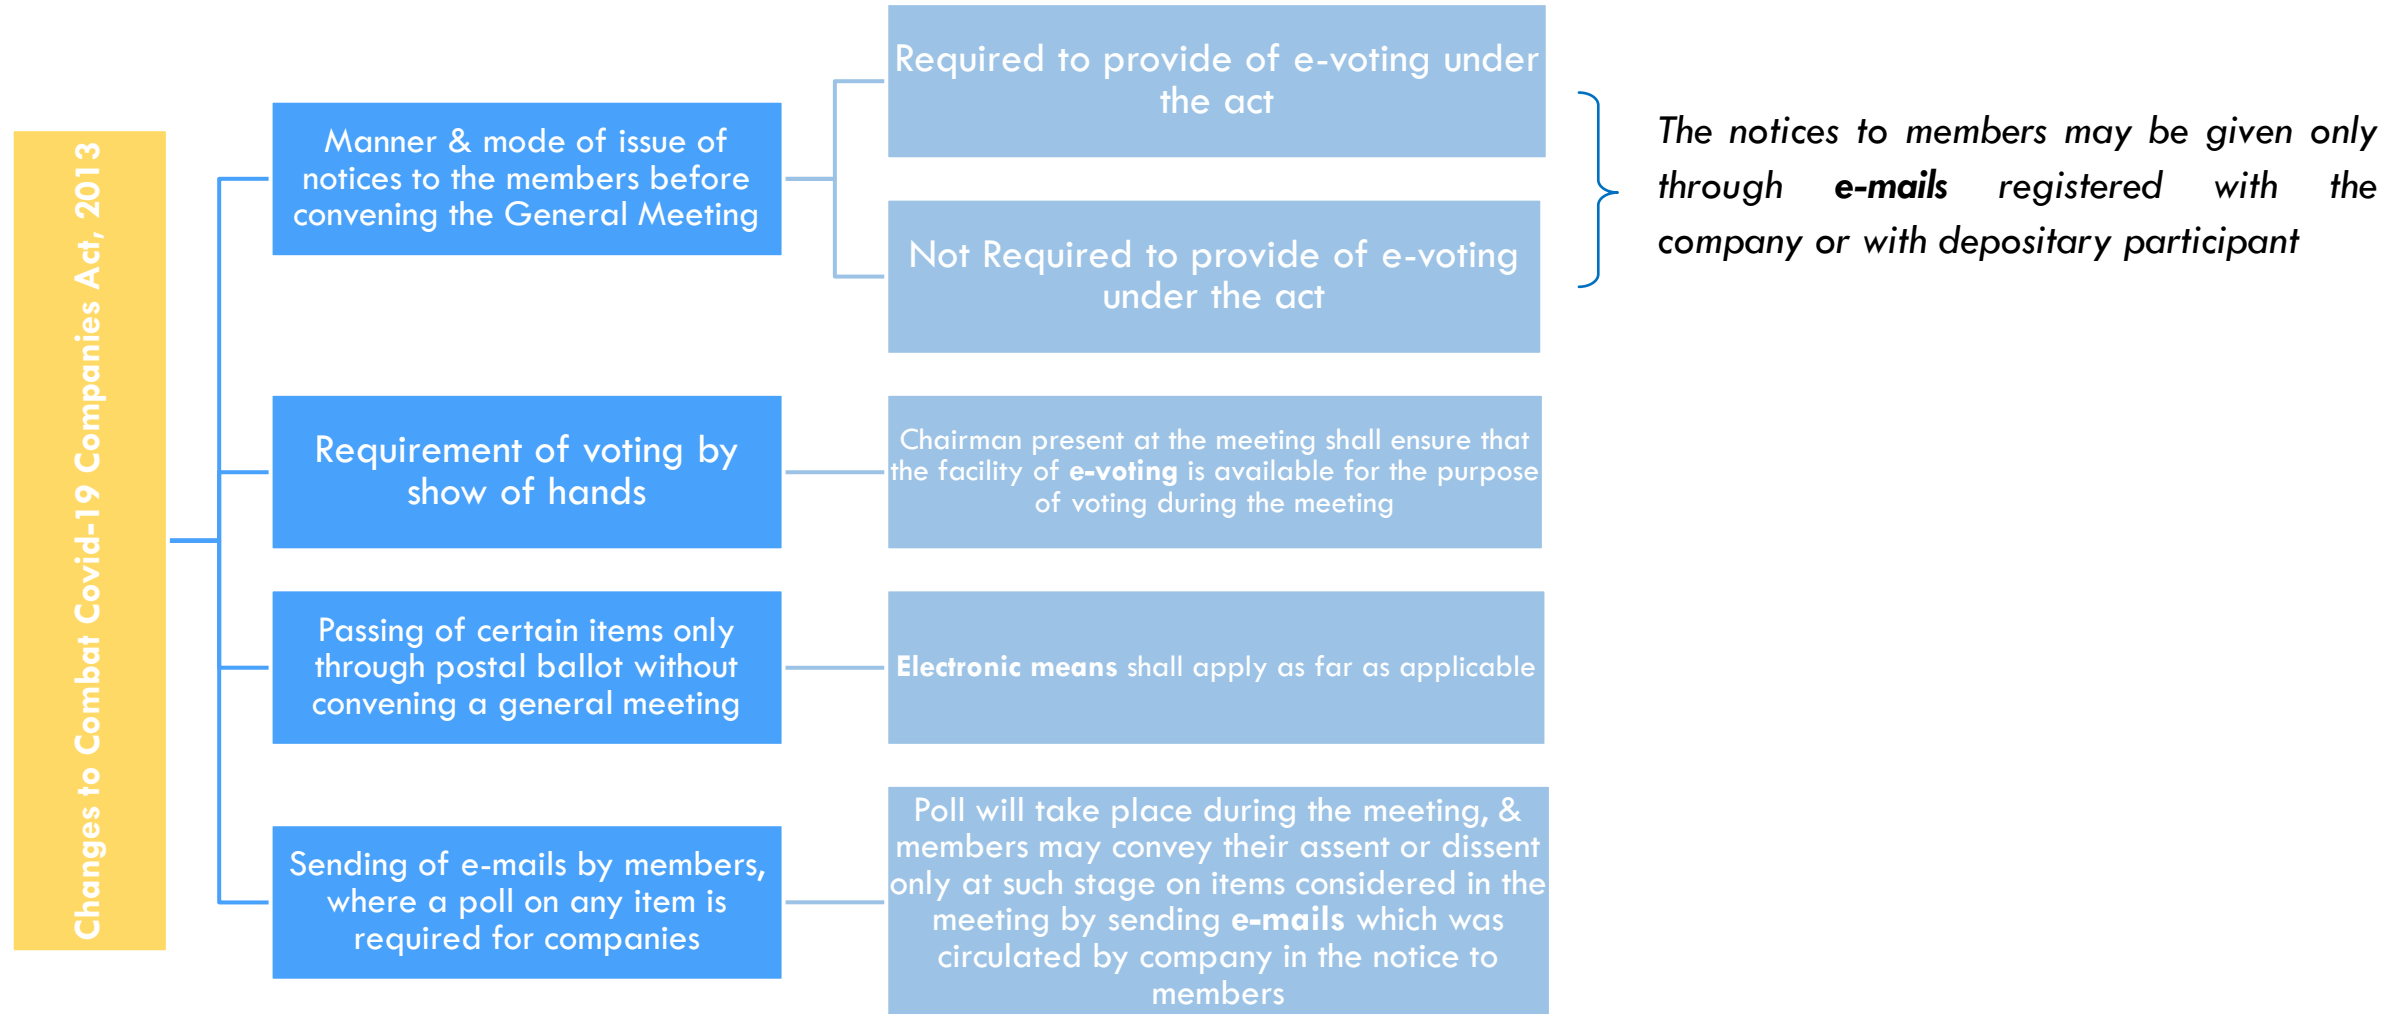 Changes to Combat Covid-19 Companies Act, 2013
Manner & mode of issue of
notices to the members before
convening the General Meeting
Required to provide of e-voting under
the act
Not Required to provide of e-voting
under the act
The notices to members may be given only
through e-mails registered with the
company or with depositary participant
Requirement of voting by
show of hands
Chairman present at the meeting shall ensure that
the facility of e-voting is available for the purpose
of voting during the meeting
Passing of certain items only
through postal ballot without
convening a general meeting
Electronic means shall apply as far as applicable
Sending of e-mails by members,
where a poll on any item is
required for companies
Poll will take place during the meeting, &
members may convey their assent or dissent
only at such stage on items considered in the
meeting by sending e-mails which was
circulated by company in the notice to
members